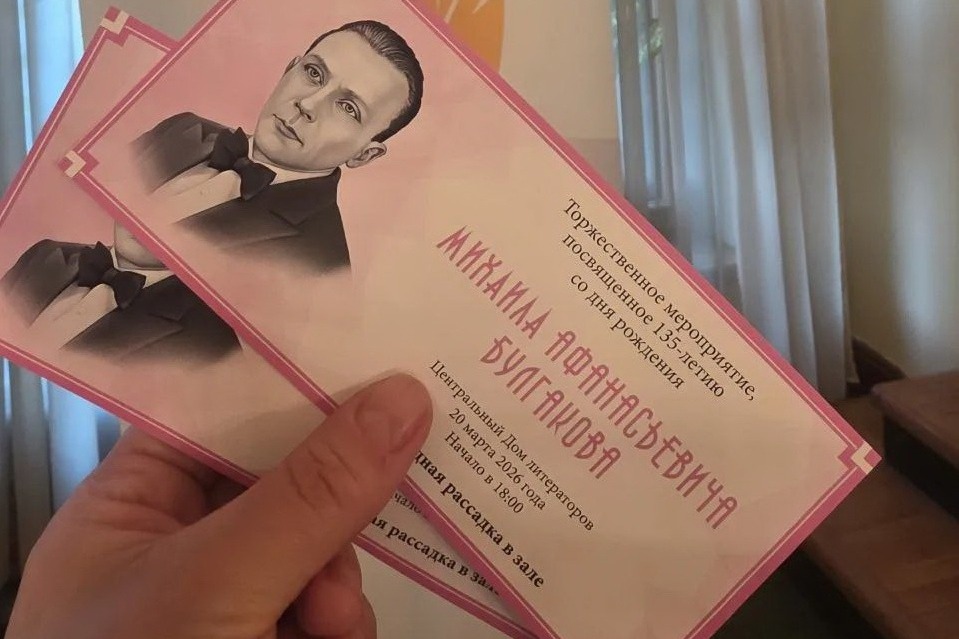 Торжественное мероприятие,
посвященное 135-летию
со дня рождения
МИХАИЛА АФАНАСЬЕВИЧА
БУЛГАКОВА
Центральный Дом литераторов
20 марта 2026 года
Начало в 18:00
рассадка в зале
рассадка в